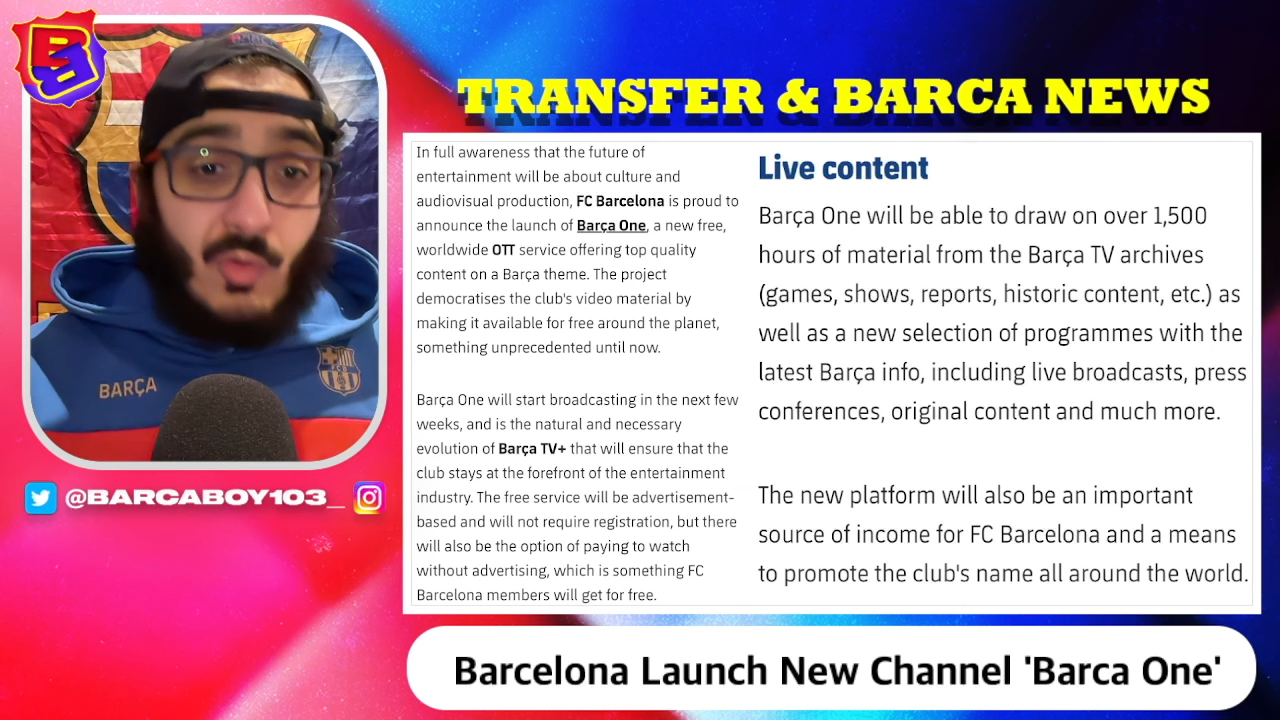 TRANSFER & BARCA NEWS
In full awareness that the future of
entertainment will be about culture and
audiovisual production, FC Barcelona is proud to
announce the launch of Barça One, a new free,
worldwide OTT service offering top quality
content on a Barça theme. The project
democratises the club's video material by
making it available for free around the planet,
something unprecedented until now.
Barça One will start broadcasting in the next few
weeks, and is the natural and necessary
evolution of Barça TV+ that will ensure that the
club stays at the forefront of the entertainment
industry. The free service will be advertisement-
based and will not require registration, but there
will also be the option of paying to watch
without advertising, which is something FC
Barcelona members will get for free.
Live content
Barça One will be able to draw on over 1,500
hours of material from the Barça TV archives
(games, shows, reports, historic content, etc.) as
well as a new selection of programmes with the
latest Barça info, including live broadcasts, press
conferences, original content and much more.
The new platform will also be an important
source of income for FC Barcelona and a means
to promote the club's name all around the world.
BARÇA
@BARCABOY103_
Barcelona Launch New Channel 'Barca One'